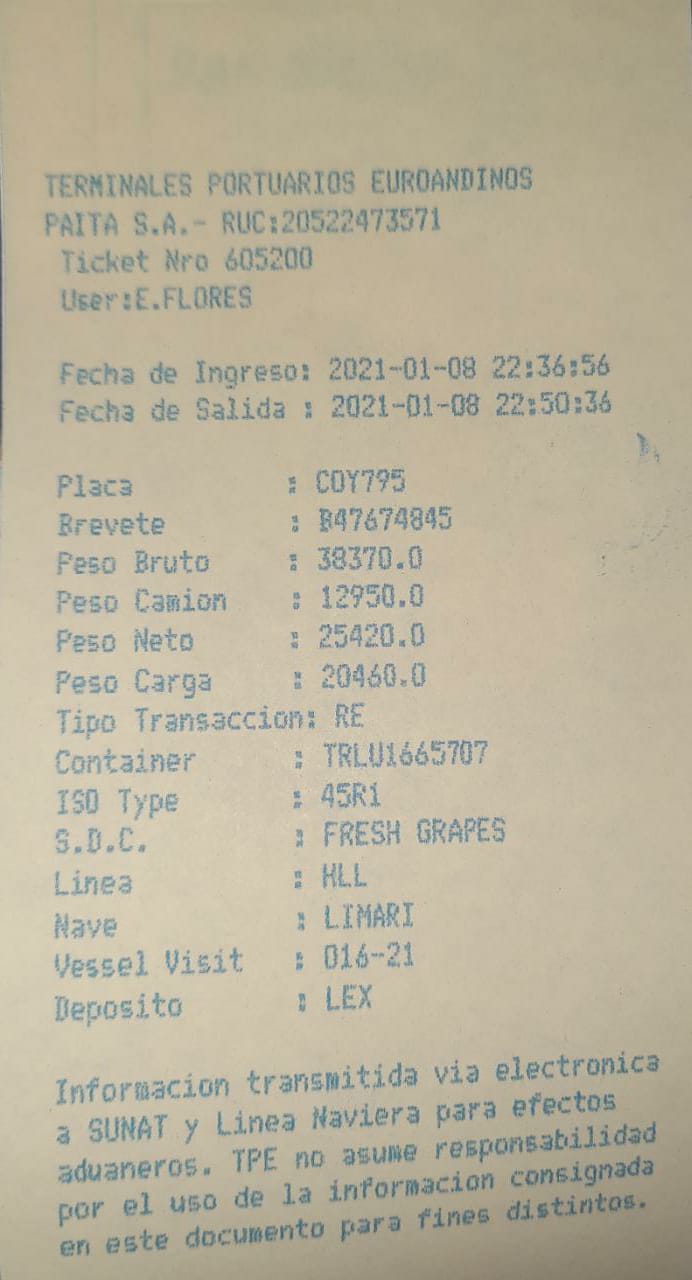 TERMINALES PORTUARIOS EUROANDINOS
PAITA S.A.- RUC:20522473571
Ticket Nro 605200
User:E.FLORES
Fecha de Ingreso: 2021-01-08 22:36:56
Fecha de Salida : 2021-01-08 22:50:36
Placa : COY795
Brevete : B47674845
Peso Bruto : 38370.0
Peso Camion : 12950.0
Peso Neto : 25420.0
Peso Carga : 20460.0
Tipo Transaccion: RE
Container : TRLU1665707
ISO Type : 45R1
S.D.C. : FRESH GRAPES
Linea : HLL
Nave : LIMARI
Vessel Visit : 016-21
Deposito : LEX
Informacion transmitida via electronica
a SUNAT y Linea Naviera para efectos
aduaneros. TPE no asume responsabilidad
por el uso de la informacion consignada
en este documento para fines distintos.